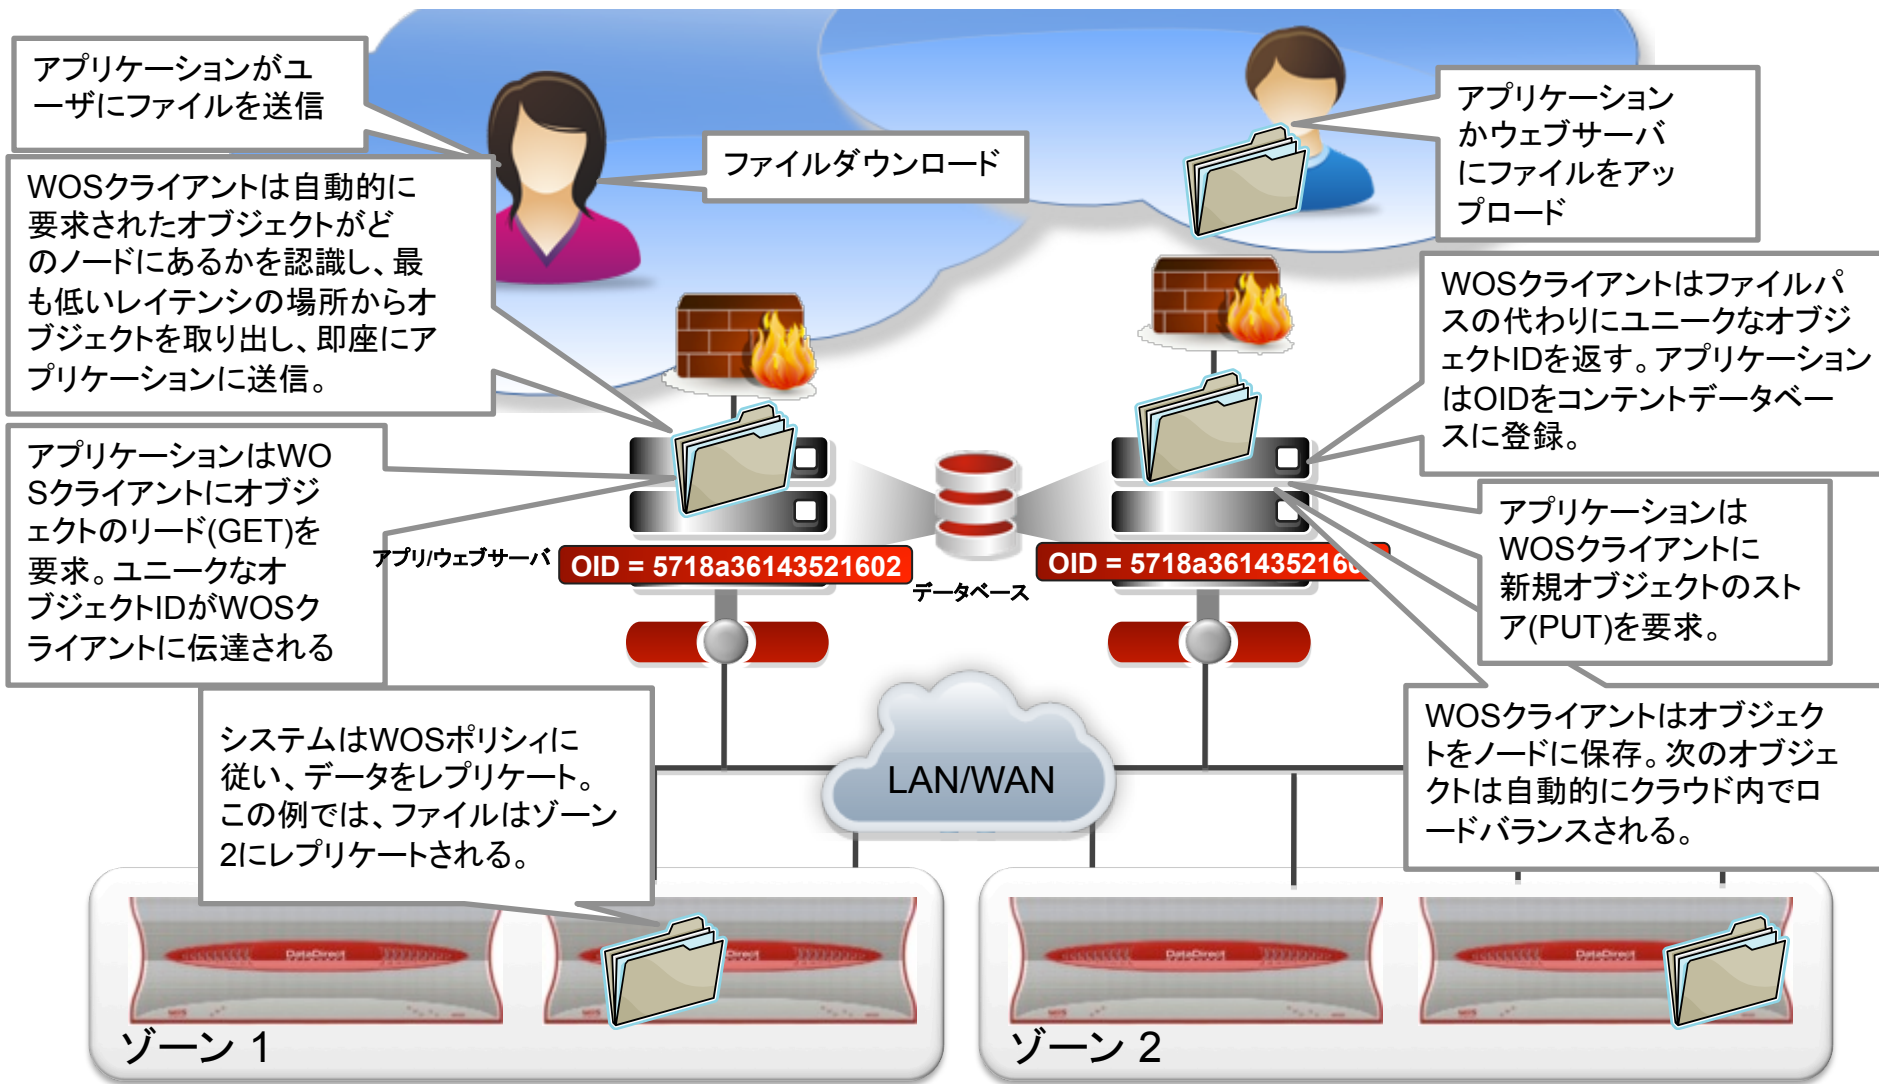 アプリケーションがユ
ーザにファイルを送信
ファイルダウンロード
アプリケーション
かウェブサーバ
にファイルをアッ
プロード
WOSクライアントは自動的に
要求されたオブジェクトがど
のノードにあるかを認識し、最
も低いレイテンシの場所からオ
ブジェクトを取り出し、即座にア
プリケーションに送信。
WOSクライアントはファイルパ
スの代わりにユニークなオブジ
ェクトIDを返す。アプリケーション
はOIDをコンテントデータベー
スに登録。
アプリケーションはWO
Sクライアントにオブジ
ェクトのリード(GET)を
要求。ユニークなオ
ブジェクトIDがWOSク
ライアントに伝達される
アプリケーションは
WOSクライアントに
新規オブジェクトのスト
ア(PUT)を要求。
アプリ/ウェブサーバ
OID = 5718a36143521602
データベース
OID = 5718a3614352160
WOSクライアントはオブジェク
トをノードに保存。次のオブジェ
クトは自動的にクラウド内でロ
ードバランスされる。
システムはWOSポリシィに
従い、データをレプリケート。
この例では、ファイルはゾーン
2にレプリケートされる。
LAN/WAN
DataDirect
Direct
DataDirect
DataDirect
ゾーン 1
ゾーン 2